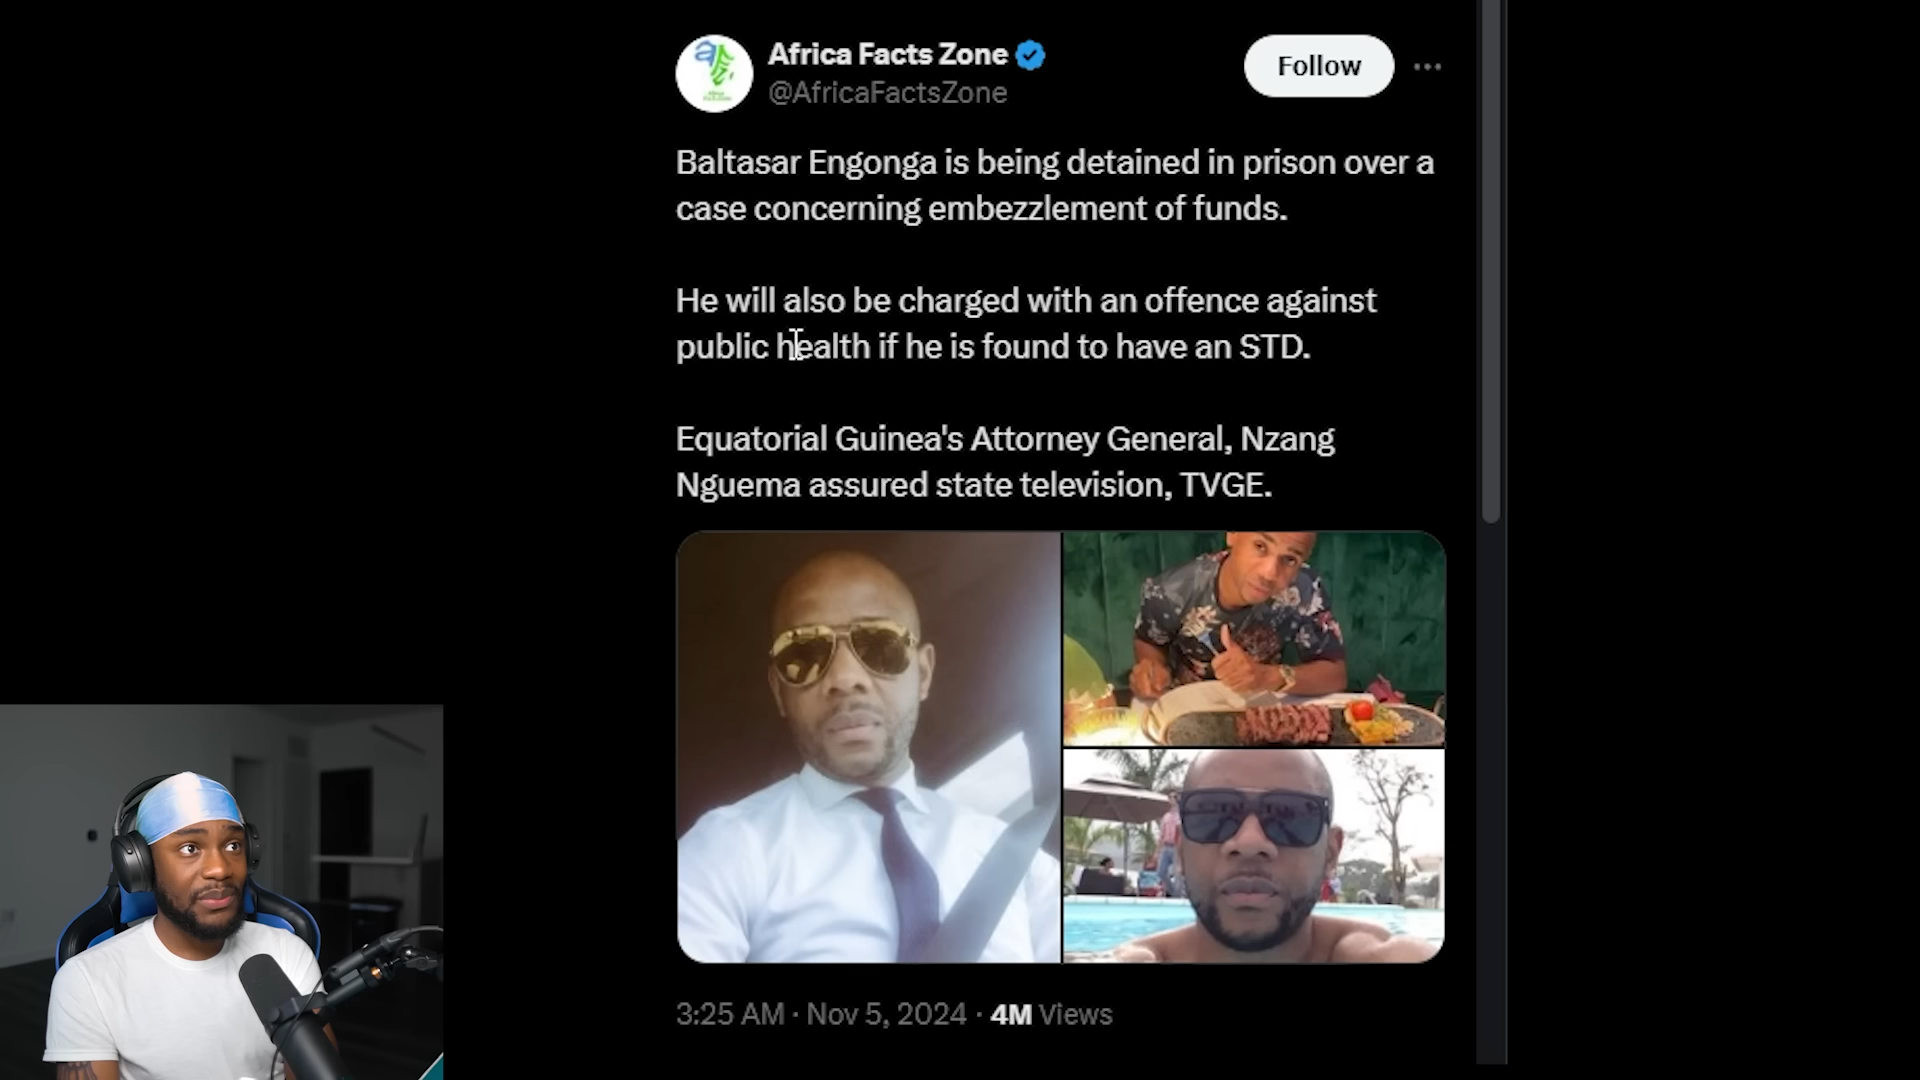 Africa Facts Zone
@AfricaFactsZone
Follow
Baltasar Engonga is being detained in prison over a
case concerning embezzlement of funds.
He will also be charged with an offence against
public health if he is found to have an STD.
Equatorial Guinea's Attorney General, Nzang
Nguema assured state television, TVGE.
3:25 AM · Nov 5, 2024 · 4M Views